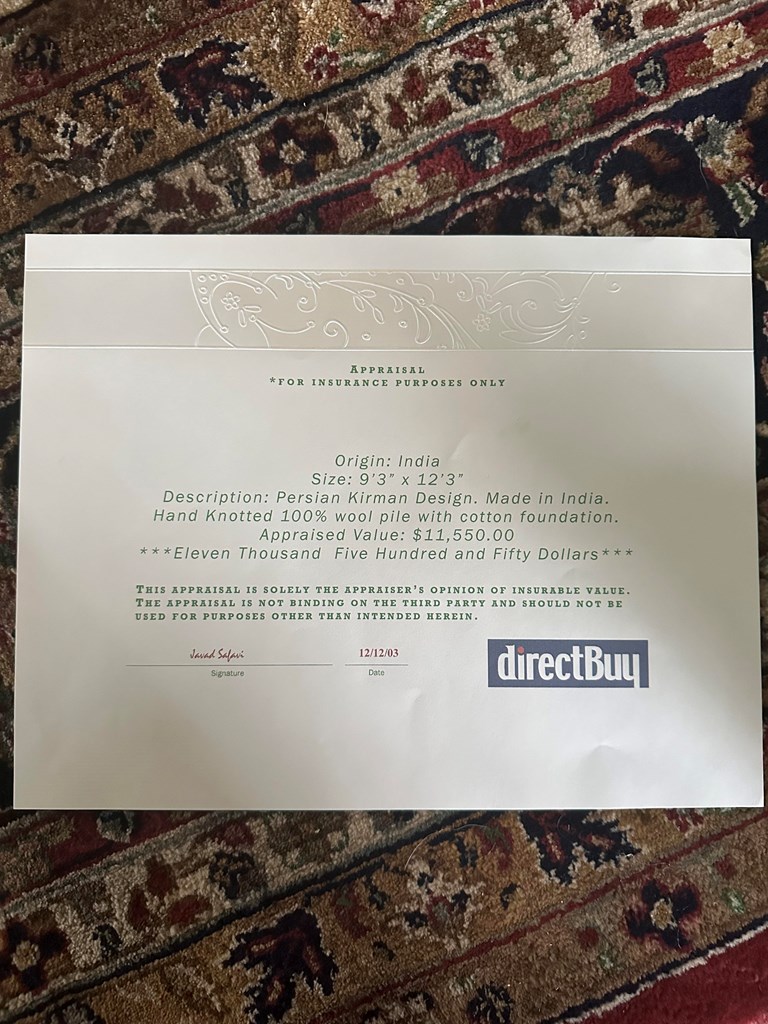 APPRAISAL
*FOR INSURANCE PURPOSES ONLY
Origin: India
Size: 9'3" x 12'3"
Description: Persian Kirman Design. Made in India.
Hand Knotted 100% wool pile with cotton foundation.
Appraised Value: $11,550.00
***Eleven Thousand Five Hundred and Fifty Dollars***
THIS APPRAISAL IS SOLELY THE APPRAISER'S OPINION OF INSURABLE VALUE.
THE APPRAISAL IS NOT BINDING ON THE THIRD PARTY AND SHOULD NOT BE
USED FOR PURPOSES OTHER THAN INTENDED HEREIN.
Javad Safavi 12/12/03
Signature Date
directBuy